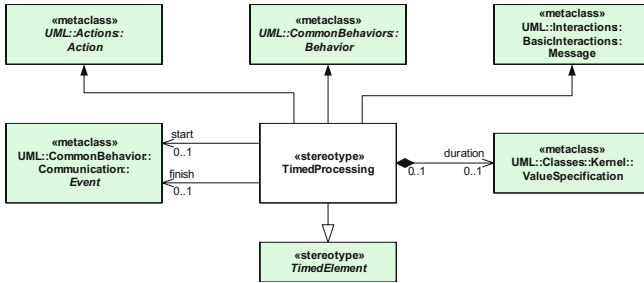 «metaclass»
UML::Actions::
Action
«metaclass»
UML::CommonBehaviors::
Behavior
«metaclass»
UML::Interactions::
BasicInteractions::
Message
«metaclass»
UML::CommonBehavior::
Communication::
Event
start
0..1
finish
0..1
«stereotype»
TimedProcessing
duration
0..1
0..1
«metaclass»
UML::Classes::Kernel::
ValueSpecification
«stereotype»
TimedElement